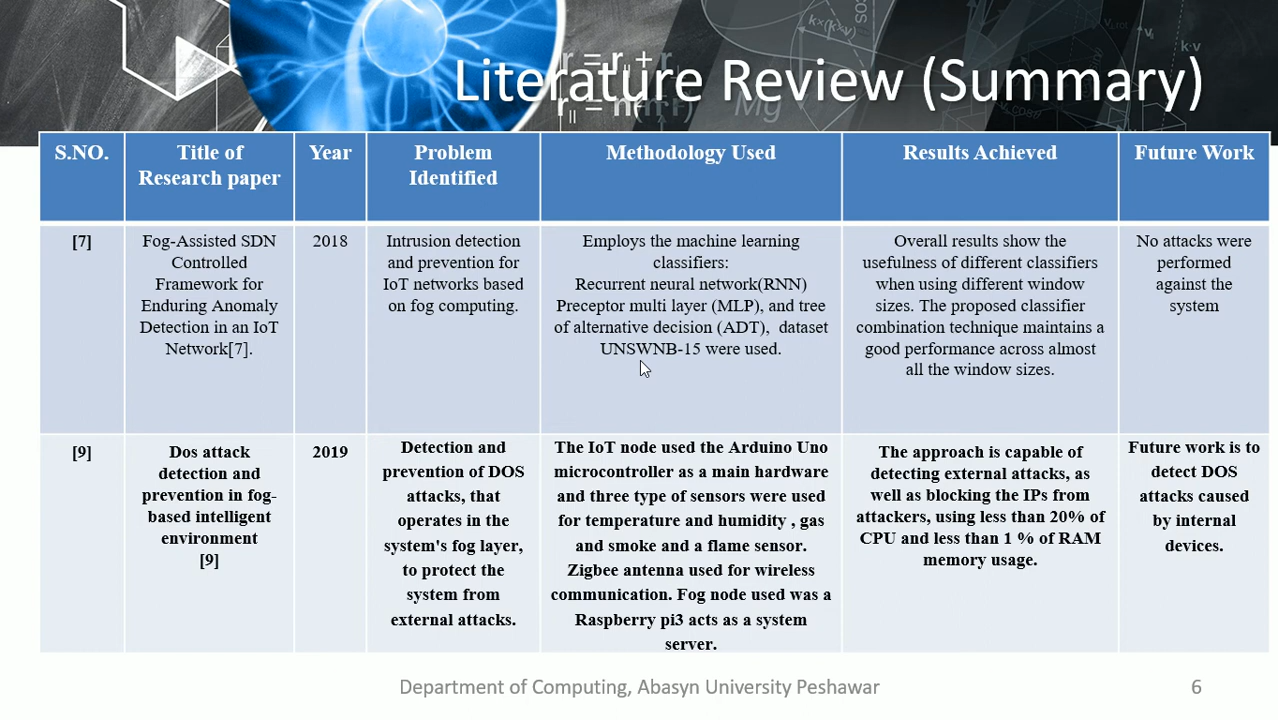 Literature Review (Summary)
S.NO.
Title of
Research paper
Year
Problem
Identified
Methodology Used
Results Achieved
Future Work
[7]
Fog-Assisted SDN
Controlled
Framework for
Enduring Anomaly
Detection in an IoT
Network[7].
2018
Intrusion detection
and prevention for
IoT networks based
on fog computing.
Employs the machine learning
classifiers:
Recurrent neural network(RNN)
Preceptor multi layer (MLP), and tree
of alternative decision (ADT), dataset
UNSWNB-15 were used.
Overall results show the
usefulness of different classifiers
when using different window
sizes. The proposed classifier
combination technique maintains a
good performance across almost
all the window sizes.
No attacks were
performed
against the
system
[9]
Dos attack
detection and
prevention in fog-
based intelligent
environment
[9]
2019
Detection and
prevention of DOS
attacks, that
operates in the
system's fog layer,
to protect the
system from
external attacks.
The IoT node used the Arduino Uno
microcontroller as a main hardware
and three type of sensors were used
for temperature and humidity , gas
and smoke and a flame sensor.
Zigbee antenna used for wireless
communication. Fog node used was a
Raspberry pi3 acts as a system
server.
The approach is capable of
detecting external attacks, as
well as blocking the IPs from
attackers, using less than 20% of
CPU and less than 1 % of RAM
memory usage.
Future work is to
detect DOS
attacks caused
by internal
devices.
Department of Computing, Abasyn University Peshawar
6